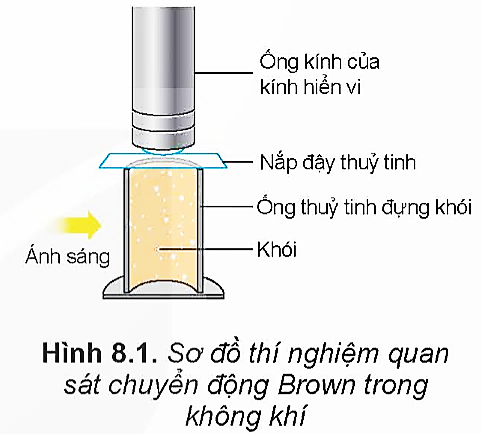 Ống kính của
kính hiển vi
Nắp đậy thuỷ tinh
Ống thuỷ tinh đựng khói
Ánh sáng
Khói
Hình 8.1. Sơ đồ thí nghiệm quan
sát chuyển động Brown trong
không khí